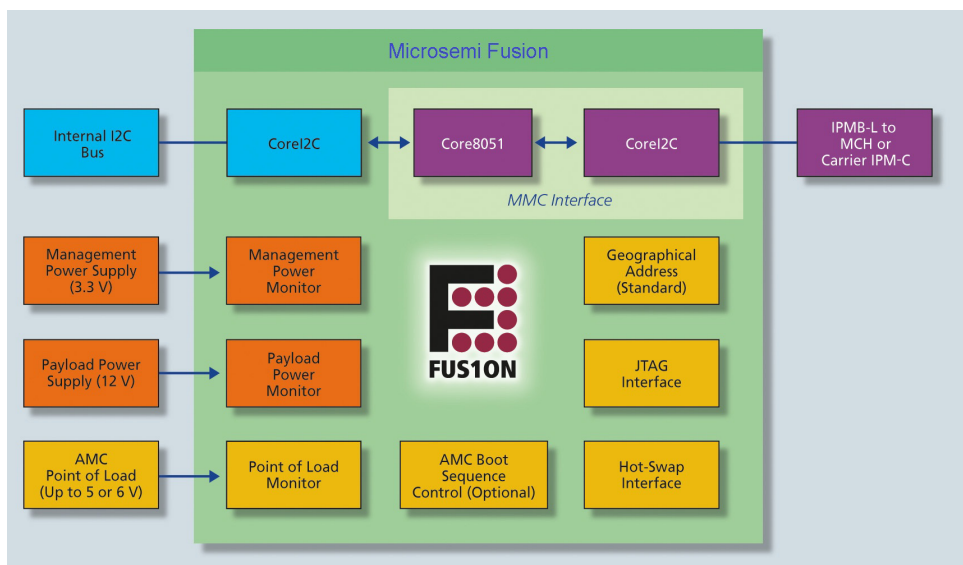 Microsemi Fusion
Internal I2C
Bus
CoreI2C
Core8051
CoreI2C
IPMB-L to
MCH or
Carrier IPM-C
MMC Interface
Management
Power Supply
(3.3 V)
Management
Power
Monitor
Geographical
Address
(Standard)
FUS1ON
Payload Power
Supply (12 V)
Payload
Power
Monitor
JTAG
Interface
AMC
Point of Load
(Up to 5 or 6 V)
Point of Load
Monitor
AMC Boot
Sequence
Control (Optional)
Hot-Swap
Interface